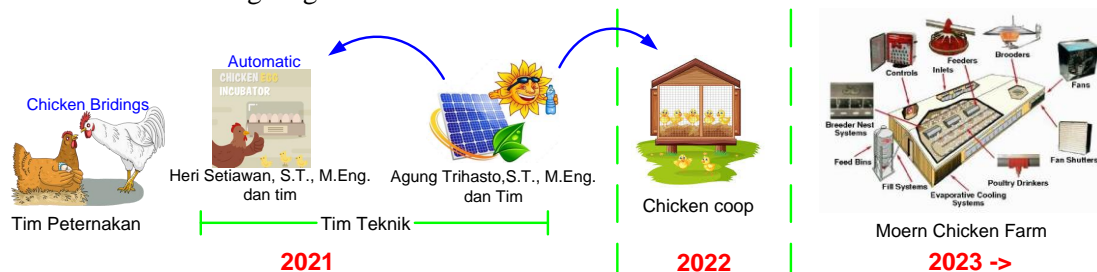 Chicken Bridings
Tim Peternakan
Automatic
CHICKEN EGG
INCUBATOR
Heri Setiawan, S.T., M.Eng.
dan tim
Agung Trihasto,S.T., M.Eng.
dan Tim
Tim Teknik
2021
Chicken coop
2022
Controls
Feeders
Inlets
Brooders
Fans
Breeder Nest
Systems
Feed Bins
Fill Systems
Evaporative Cooling
Systems
Poultry Drinkers
Fan Shutters
Moern Chicken Farm
2023 ->